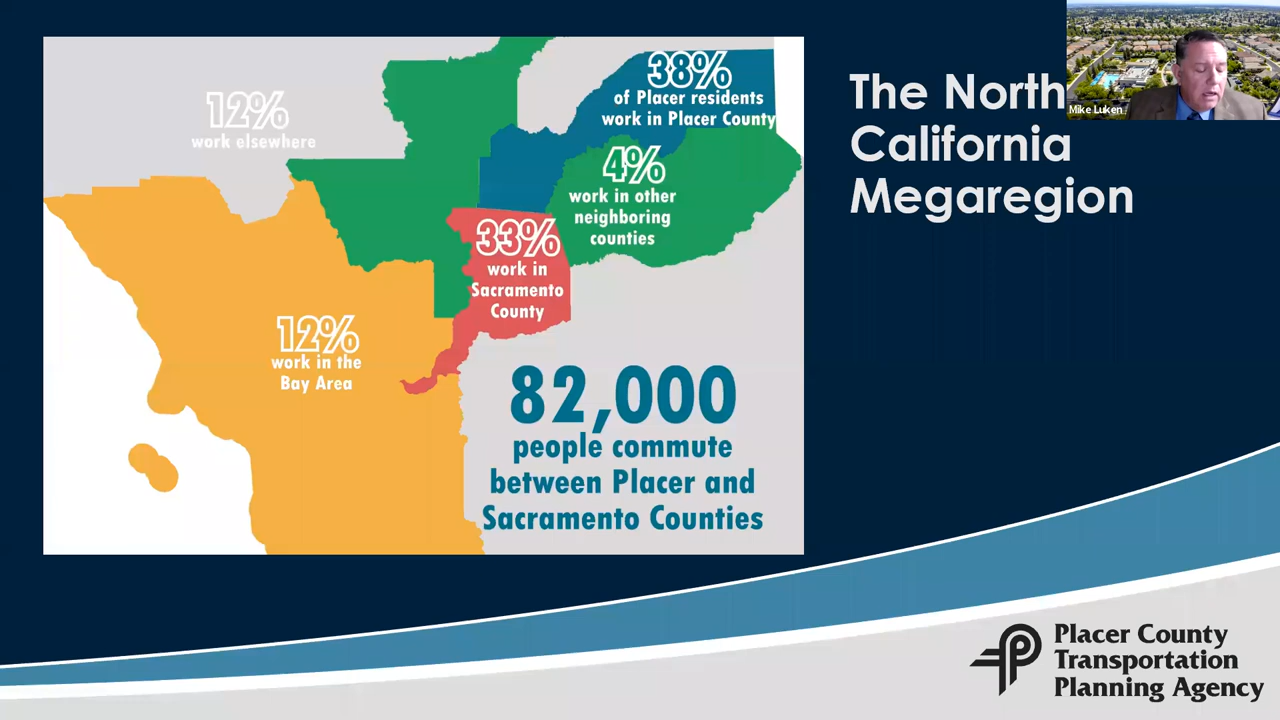 The North
California
Megaregion
Mike Luken
12%
work elsewhere
38%
of Placer residents
work in Placer County
4%
work in other
neighboring
counties
33%
work in
Sacramento
County
12%
work in the
Bay Area
82,000
people commute
between Placer and
Sacramento Counties
Placer County
Transportation
Planning Agency